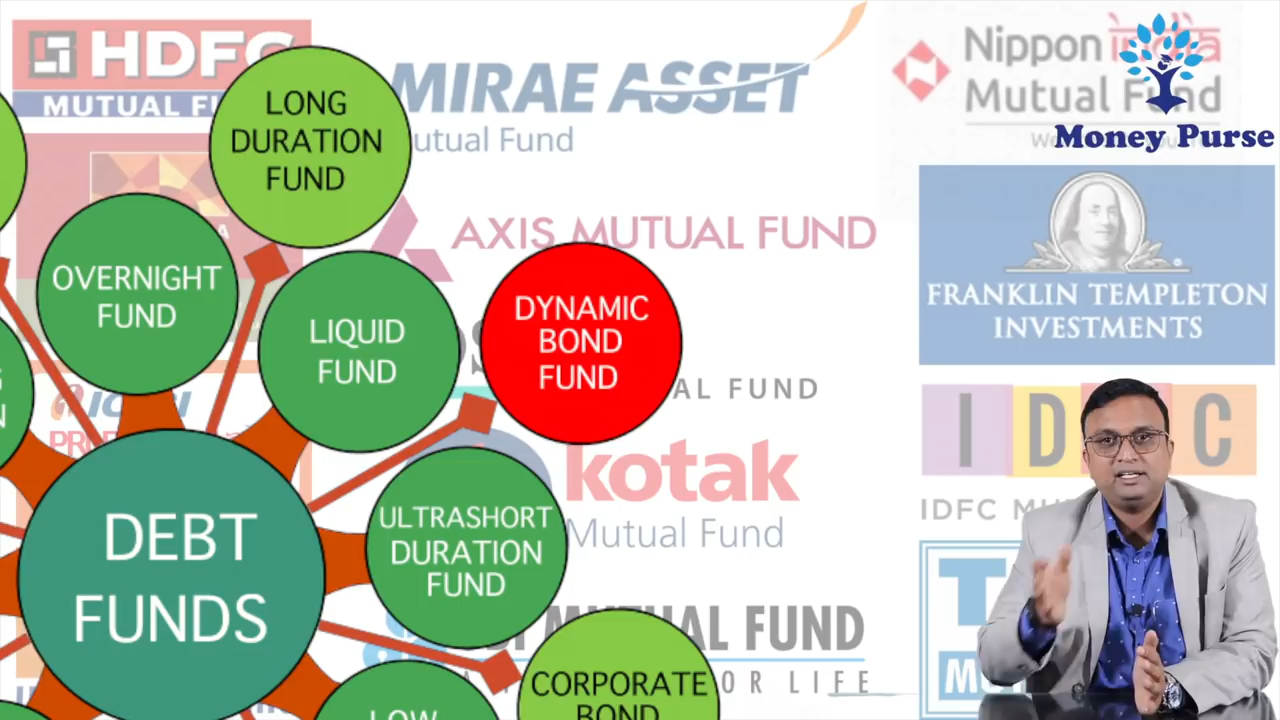 HDFC
MUTUAL
LONG
DURATION
FUND
MIRAE ASSET
utual Fund
Nippon india
Mutual Fund
Money Purse
OVERNIGHT
FUND
AXIS MUTUAL FUND
LIQUID
FUND
DYNAMIC
BOND
FUND
AL FUND
FRANKLIN TEMPLETON
INVESTMENTS
I D C
IDFC
kotak
Mutual Fund
DEBT
FUNDS
ULTRASHORT
DURATION
FUND
MUTUAL FUND
OR LIFE
CORPORATE
BOND
LOW